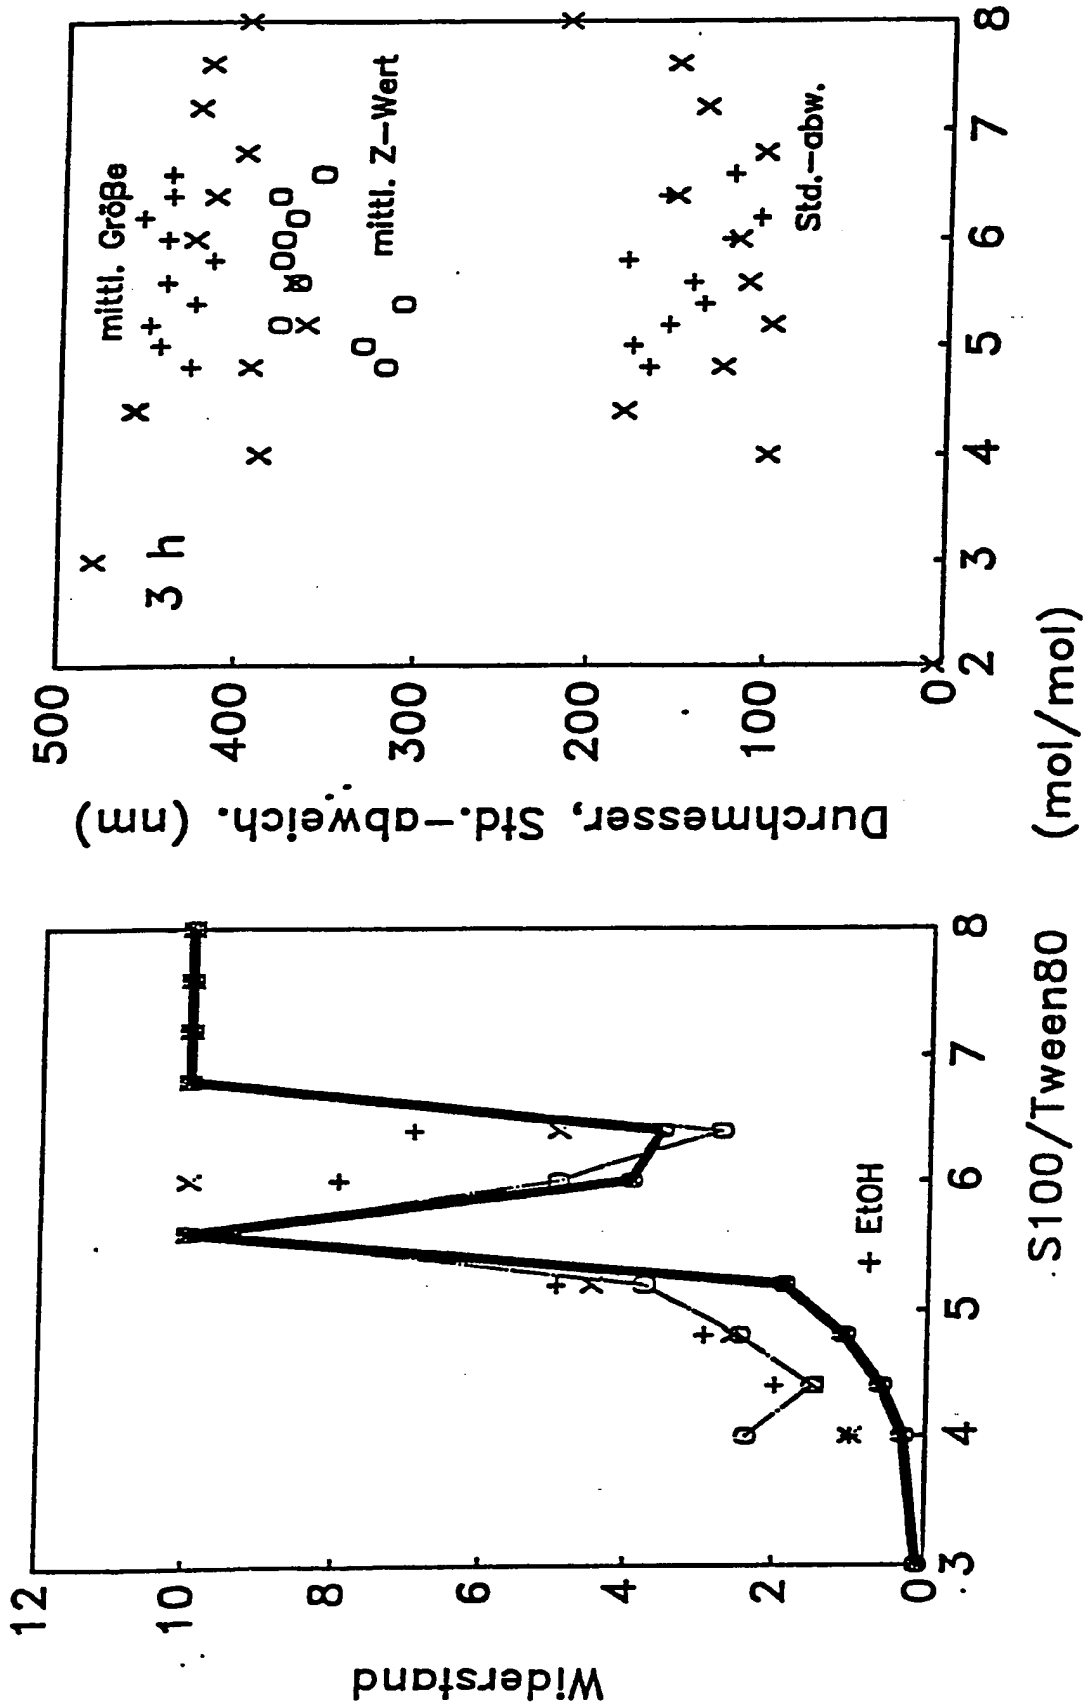 Widerstand
12
10
8
6
4
2
0
3
4
5
6
7
8
+ EtOH
S100/Tween80
(mol/mol)
Durchmesser, Std.-abweich. (nm)
500
400
300
200
100
0
2
3
4
5
6
7
8
3 h
mittl. Größe
mittl. Z-Wert
Std.-abw.